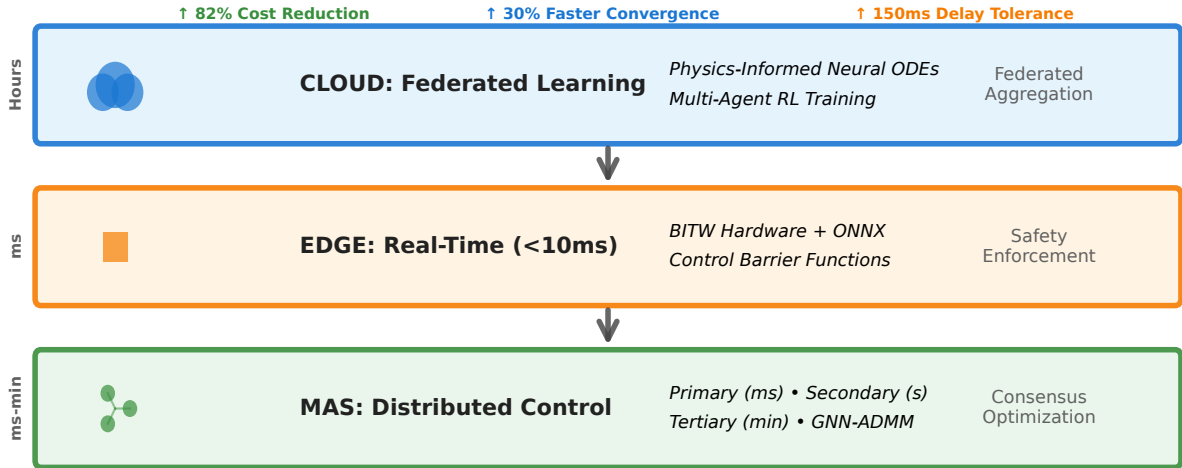 ↑ 82% Cost Reduction
↑ 30% Faster Convergence
↑ 150ms Delay Tolerance
Hours
CLOUD: Federated Learning
Physics-Informed Neural ODEs
Multi-Agent RL Training
Federated
Aggregation
ms
EDGE: Real-Time (<10ms)
BITW Hardware + ONNX
Control Barrier Functions
Safety
Enforcement
ms-min
MAS: Distributed Control
Primary (ms) • Secondary (s)
Tertiary (min) • GNN-ADMM
Consensus
Optimization